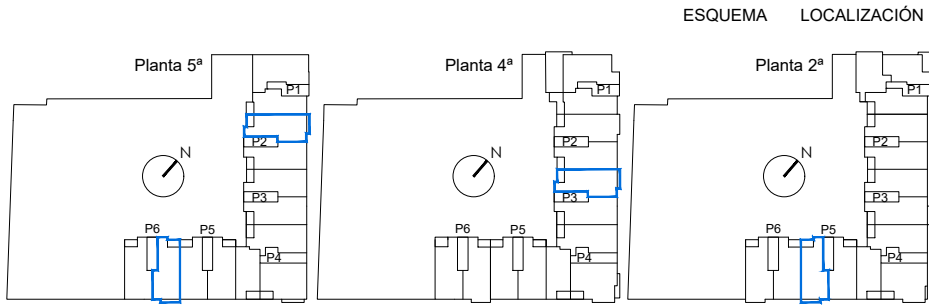 ESQUEMA LOCALIZACIÓN
Planta 5ª
P1
P2
N
P3
P6
P5
P4
Planta 4ª
P1
P2
N
P3
P6
P5
P4
Planta 2ª
P1
P2
N
P3
P6
P5
P4